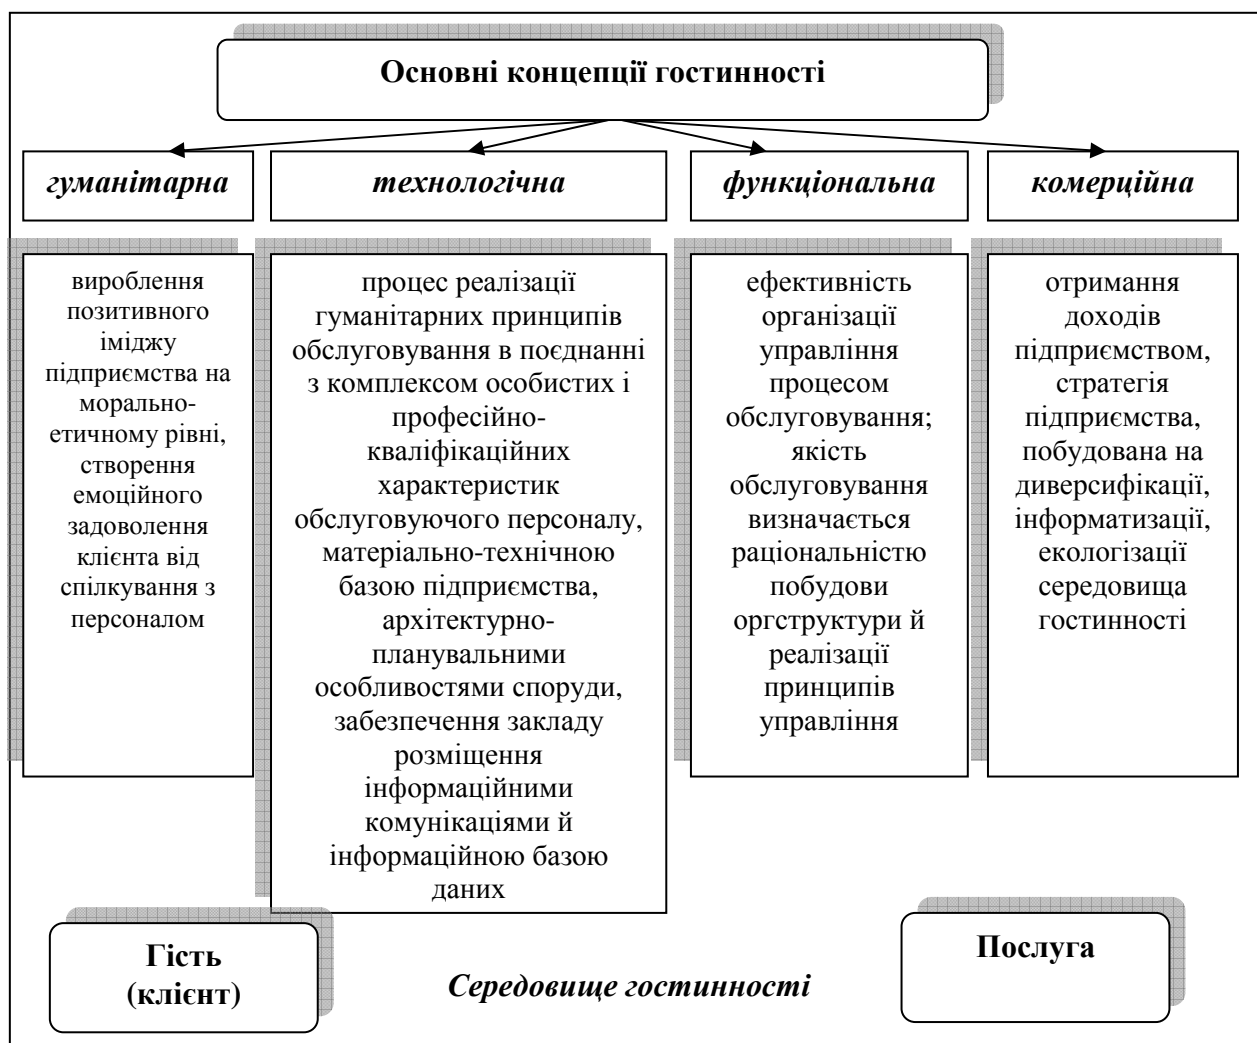 Основні концепції гостинності
гуманітарна
технологічна
функціональна
комерційна
вироблення
позитивного
іміджу
підприємства на
морально-
етичному рівні,
створення
емоційного
задоволення
клієнта від
спілкування з
персоналом
процес реалізації
гуманітарних принципів
обслуговування в поєднанні
з комплексом особистих і
професійно-
кваліфікаційних
характеристик
обслуговуючого персоналу,
матеріально-технічною
базою підприємства,
архітектурно-
планувальними
особливостями споруди,
забезпечення закладу
розміщення
інформаційними
комунікаціями й
інформаційною базою
даних
ефективність
організації
управління
процесом
обслуговування;
якість
обслуговування
визначається
раціональністю
побудови
оргструктури й
реалізації
принципів
управління
отримання
доходів
підприємством,
стратегія
підприємства,
побудована на
диверсифікації,
інформатизації,
екологізації
середовища
гостинності
Гість
(клієнт)
Середовище гостинності
Послуга